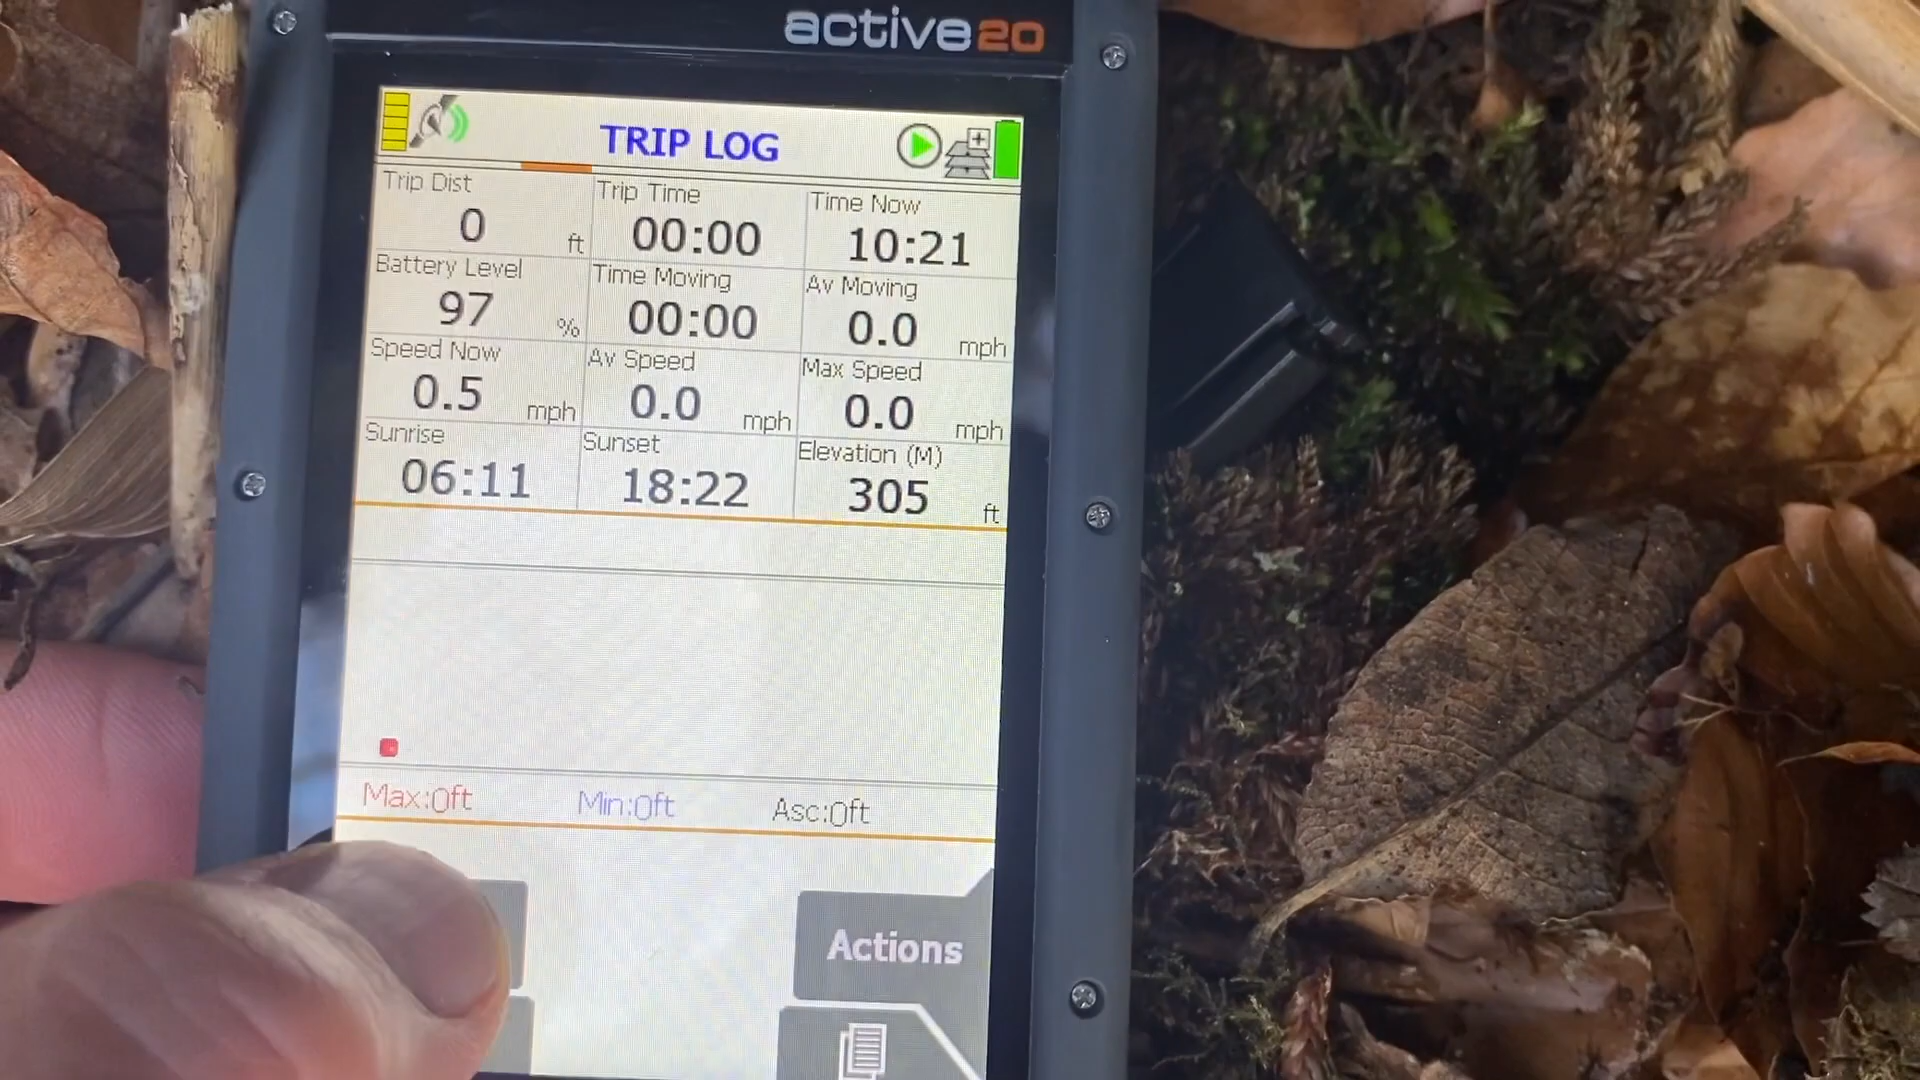 active20
TRIP LOG
Trip Dist
0 ft
Trip Time
00:00
Time Now
10:21
Battery Level
97 %
Time Moving
00:00
Av Moving
0.0 mph
Speed Now
0.5 mph
Av Speed
0.0 mph
Max Speed
0.0 mph
Sunrise
06:11
Sunset
18:22
Elevation (M)
305 ft
Max:0ft
Min:0ft
Asc:0ft
Actions